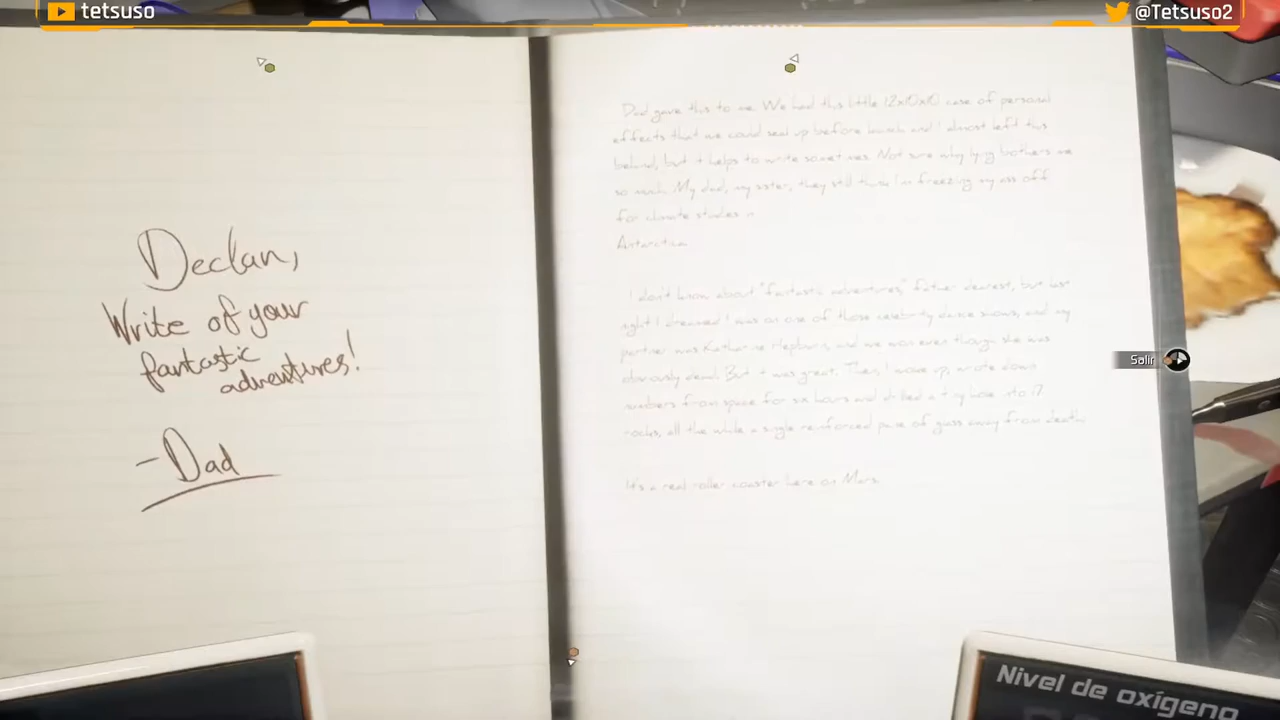 tetsuso
@Tetsuso2
Declan,
Write of your
fantastic
adventures!
- Dad
Dad gave this to me. We had this little 12x10x10 case of personal
effects that we could seal up before launch and I almost left this
behind, but it helps to write sometimes. Not sure why lying bothers me
so much. My dad, my sister, they still think I'm freezing my ass off
for climate studies in
Antarctica.
I don't know about "fantastic adventures," father dearest, but last
night I dreamed I was on one of those celebrity dance shows, and my
partner was Katharine Hepburn, and we won even though she was
obviously dead. But it was great. Then I woke up, wrote down
numbers from space for six hours and drilled a tiny hole into 17
rocks, all the while a single reinforced pane of glass away from death.
It's a real roller coaster here on Mars.
Salir
Nivel de oxígeno